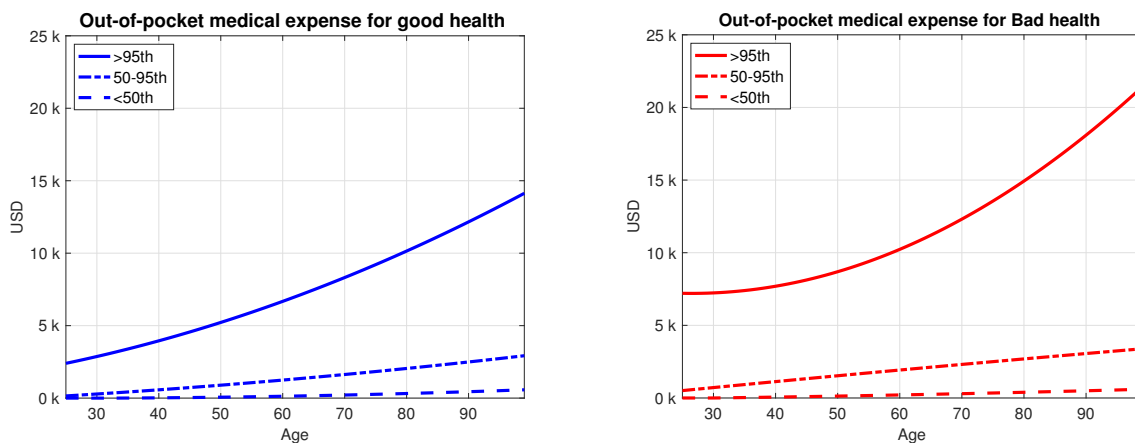 Out-of-pocket medical expense for good health
25 k
20 k
15 k
10 k
5 k
0 k
USD
>95th
50-95th
<50th
30 40 50 60 70 80 90
Age
Out-of-pocket medical expense for Bad health
25 k
20 k
15 k
10 k
5 k
0 k
USD
>95th
50-95th
<50th
30 40 50 60 70 80 90
Age